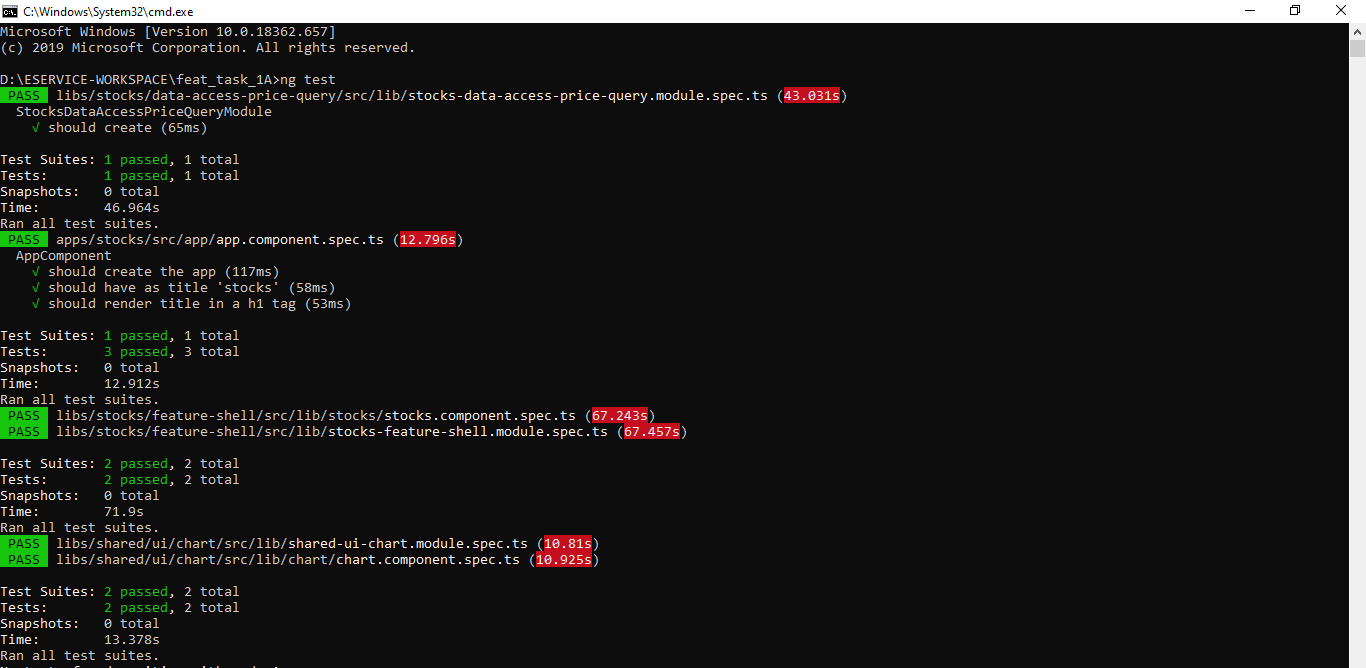 C:\Windows\System32\cmd.exe
Microsoft Windows [Version 10.0.18362.657]
(c) 2019 Microsoft Corporation. All rights reserved.
D:\ESERVICE-WORKSPACE\feat_task_1A>ng test
PASS libs/stocks/data-access-price-query/src/lib/stocks-data-access-price-query.module.spec.ts (43.031s)
StocksDataAccessPriceQueryModule
√ should create (65ms)
Test Suites: 1 passed, 1 total
Tests: 1 passed, 1 total
Snapshots: 0 total
Time: 46.964s
Ran all test suites.
PASS apps/stocks/src/app/app.component.spec.ts (12.796s)
AppComponent
√ should create the app (117ms)
√ should have as title 'stocks' (58ms)
√ should render title in a h1 tag (53ms)
Test Suites: 1 passed, 1 total
Tests: 3 passed, 3 total
Snapshots: 0 total
Time: 12.912s
Ran all test suites.
PASS libs/stocks/feature-shell/src/lib/stocks/stocks.component.spec.ts (67.243s)
PASS libs/stocks/feature-shell/src/lib/stocks-feature-shell.module.spec.ts (67.457s)
Test Suites: 2 passed, 2 total
Tests: 2 passed, 2 total
Snapshots: 0 total
Time: 71.9s
Ran all test suites.
PASS libs/shared/ui/chart/src/lib/shared-ui-chart.module.spec.ts (10.81s)
PASS libs/shared/ui/chart/src/lib/chart/chart.component.spec.ts (10.925s)
Test Suites: 2 passed, 2 total
Tests: 2 passed, 2 total
Snapshots: 0 total
Time: 13.378s
Ran all test suites.